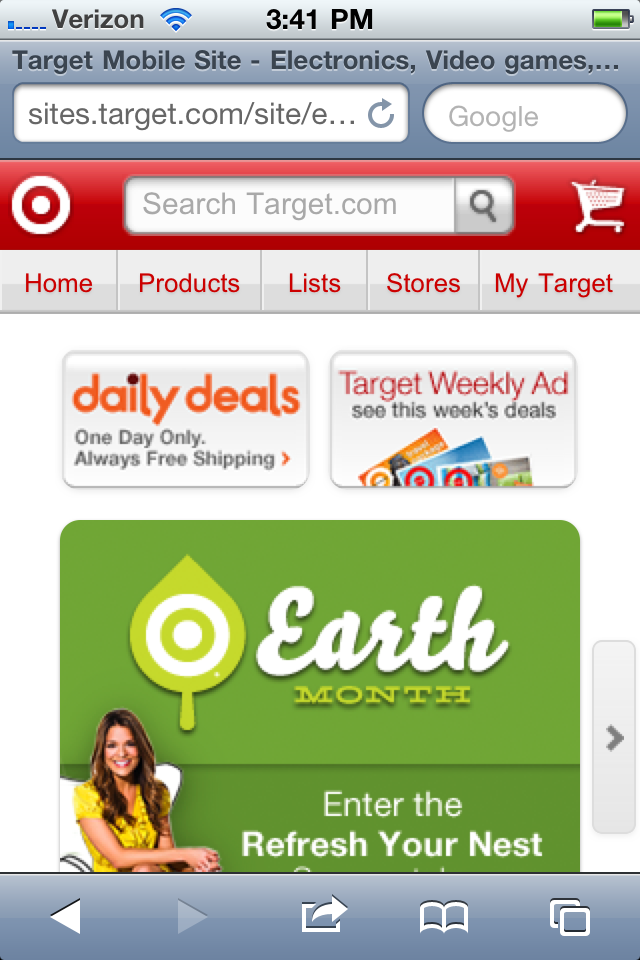 Verizon 3:41 PM
Target Mobile Site - Electronics, Video games,...
sites.target.com/site/e... Google
Search Target.com
Home Products Lists Stores My Target
daily deals
One Day Only.
Always Free Shipping >
Target Weekly Ad
see this week's deals
Earth
MONTH
Enter the
Refresh Your Nest